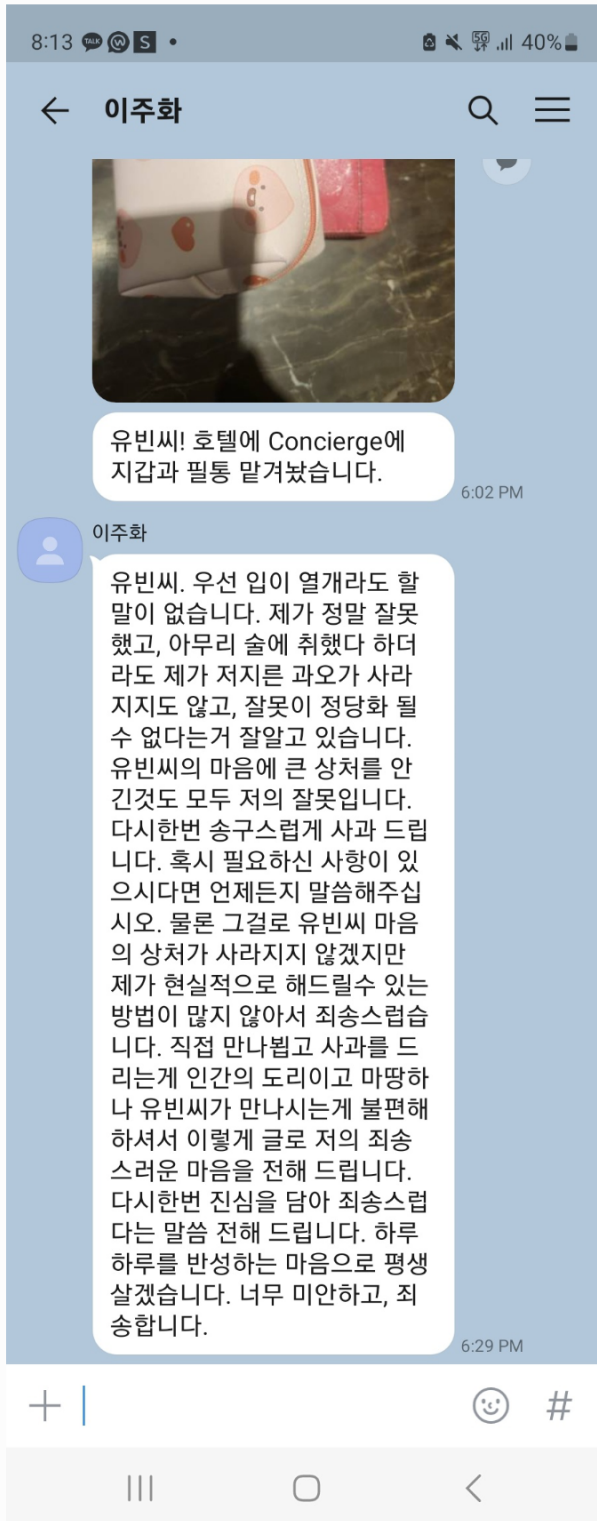 8:13 TALK S 5G 40%
이주화
유빈씨! 호텔에 Concierge에
지갑과 필통 맡겨놨습니다.
6:02 PM
이주화
유빈씨. 우선 입이 열개라도 할
말이 없습니다. 제가 정말 잘못
했고, 아무리 술에 취했다 하더
라도 제가 저지른 과오가 사라
지지도 않고, 잘못이 정당화 될
수 없다는거 잘알고 있습니다.
유빈씨의 마음에 큰 상처를 안
긴것도 모두 저의 잘못입니다.
다시한번 송구스럽게 사과 드립
니다. 혹시 필요하신 사항이 있
으시다면 언제든지 말씀해주십
시오. 물론 그걸로 유빈씨 마음
의 상처가 사라지지 않겠지만
제가 현실적으로 해드릴수 있는
방법이 많지 않아서 죄송스럽습
니다. 직접 만나뵙고 사과를 드
리는게 인간의 도리이고 마땅하
나 유빈씨가 만나시는게 불편해
하셔서 이렇게 글로 저의 죄송
스러운 마음을 전해 드립니다.
다시한번 진심을 담아 죄송스럽
다는 말씀 전해 드립니다. 하루
하루를 반성하는 마음으로 평생
살겠습니다. 너무 미안하고, 죄
송합니다.
6:29 PM
#